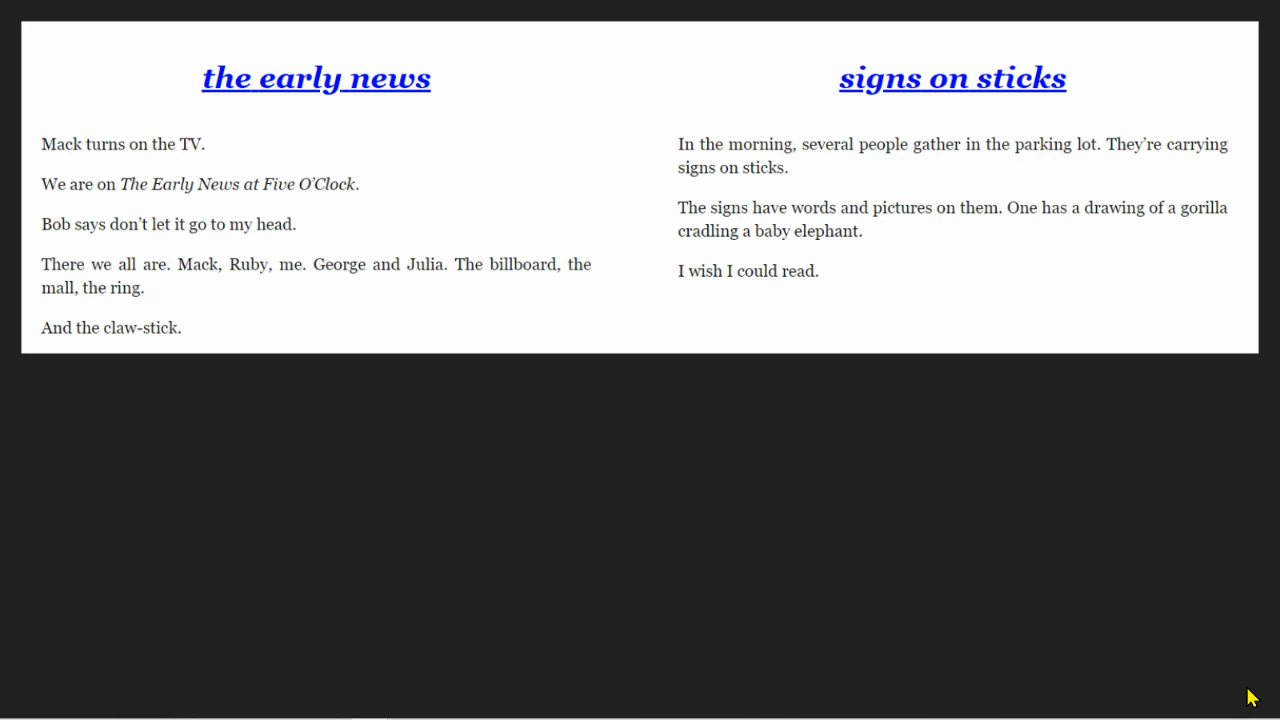 the early news
Mack turns on the TV.
We are on The Early News at Five O’Clock.
Bob says don’t let it go to my head.
There we all are. Mack, Ruby, me. George and Julia. The billboard, the
mall, the ring.
And the claw-stick.
signs on sticks
In the morning, several people gather in the parking lot. They’re carrying
signs on sticks.
The signs have words and pictures on them. One has a drawing of a gorilla
cradling a baby elephant.
I wish I could read.